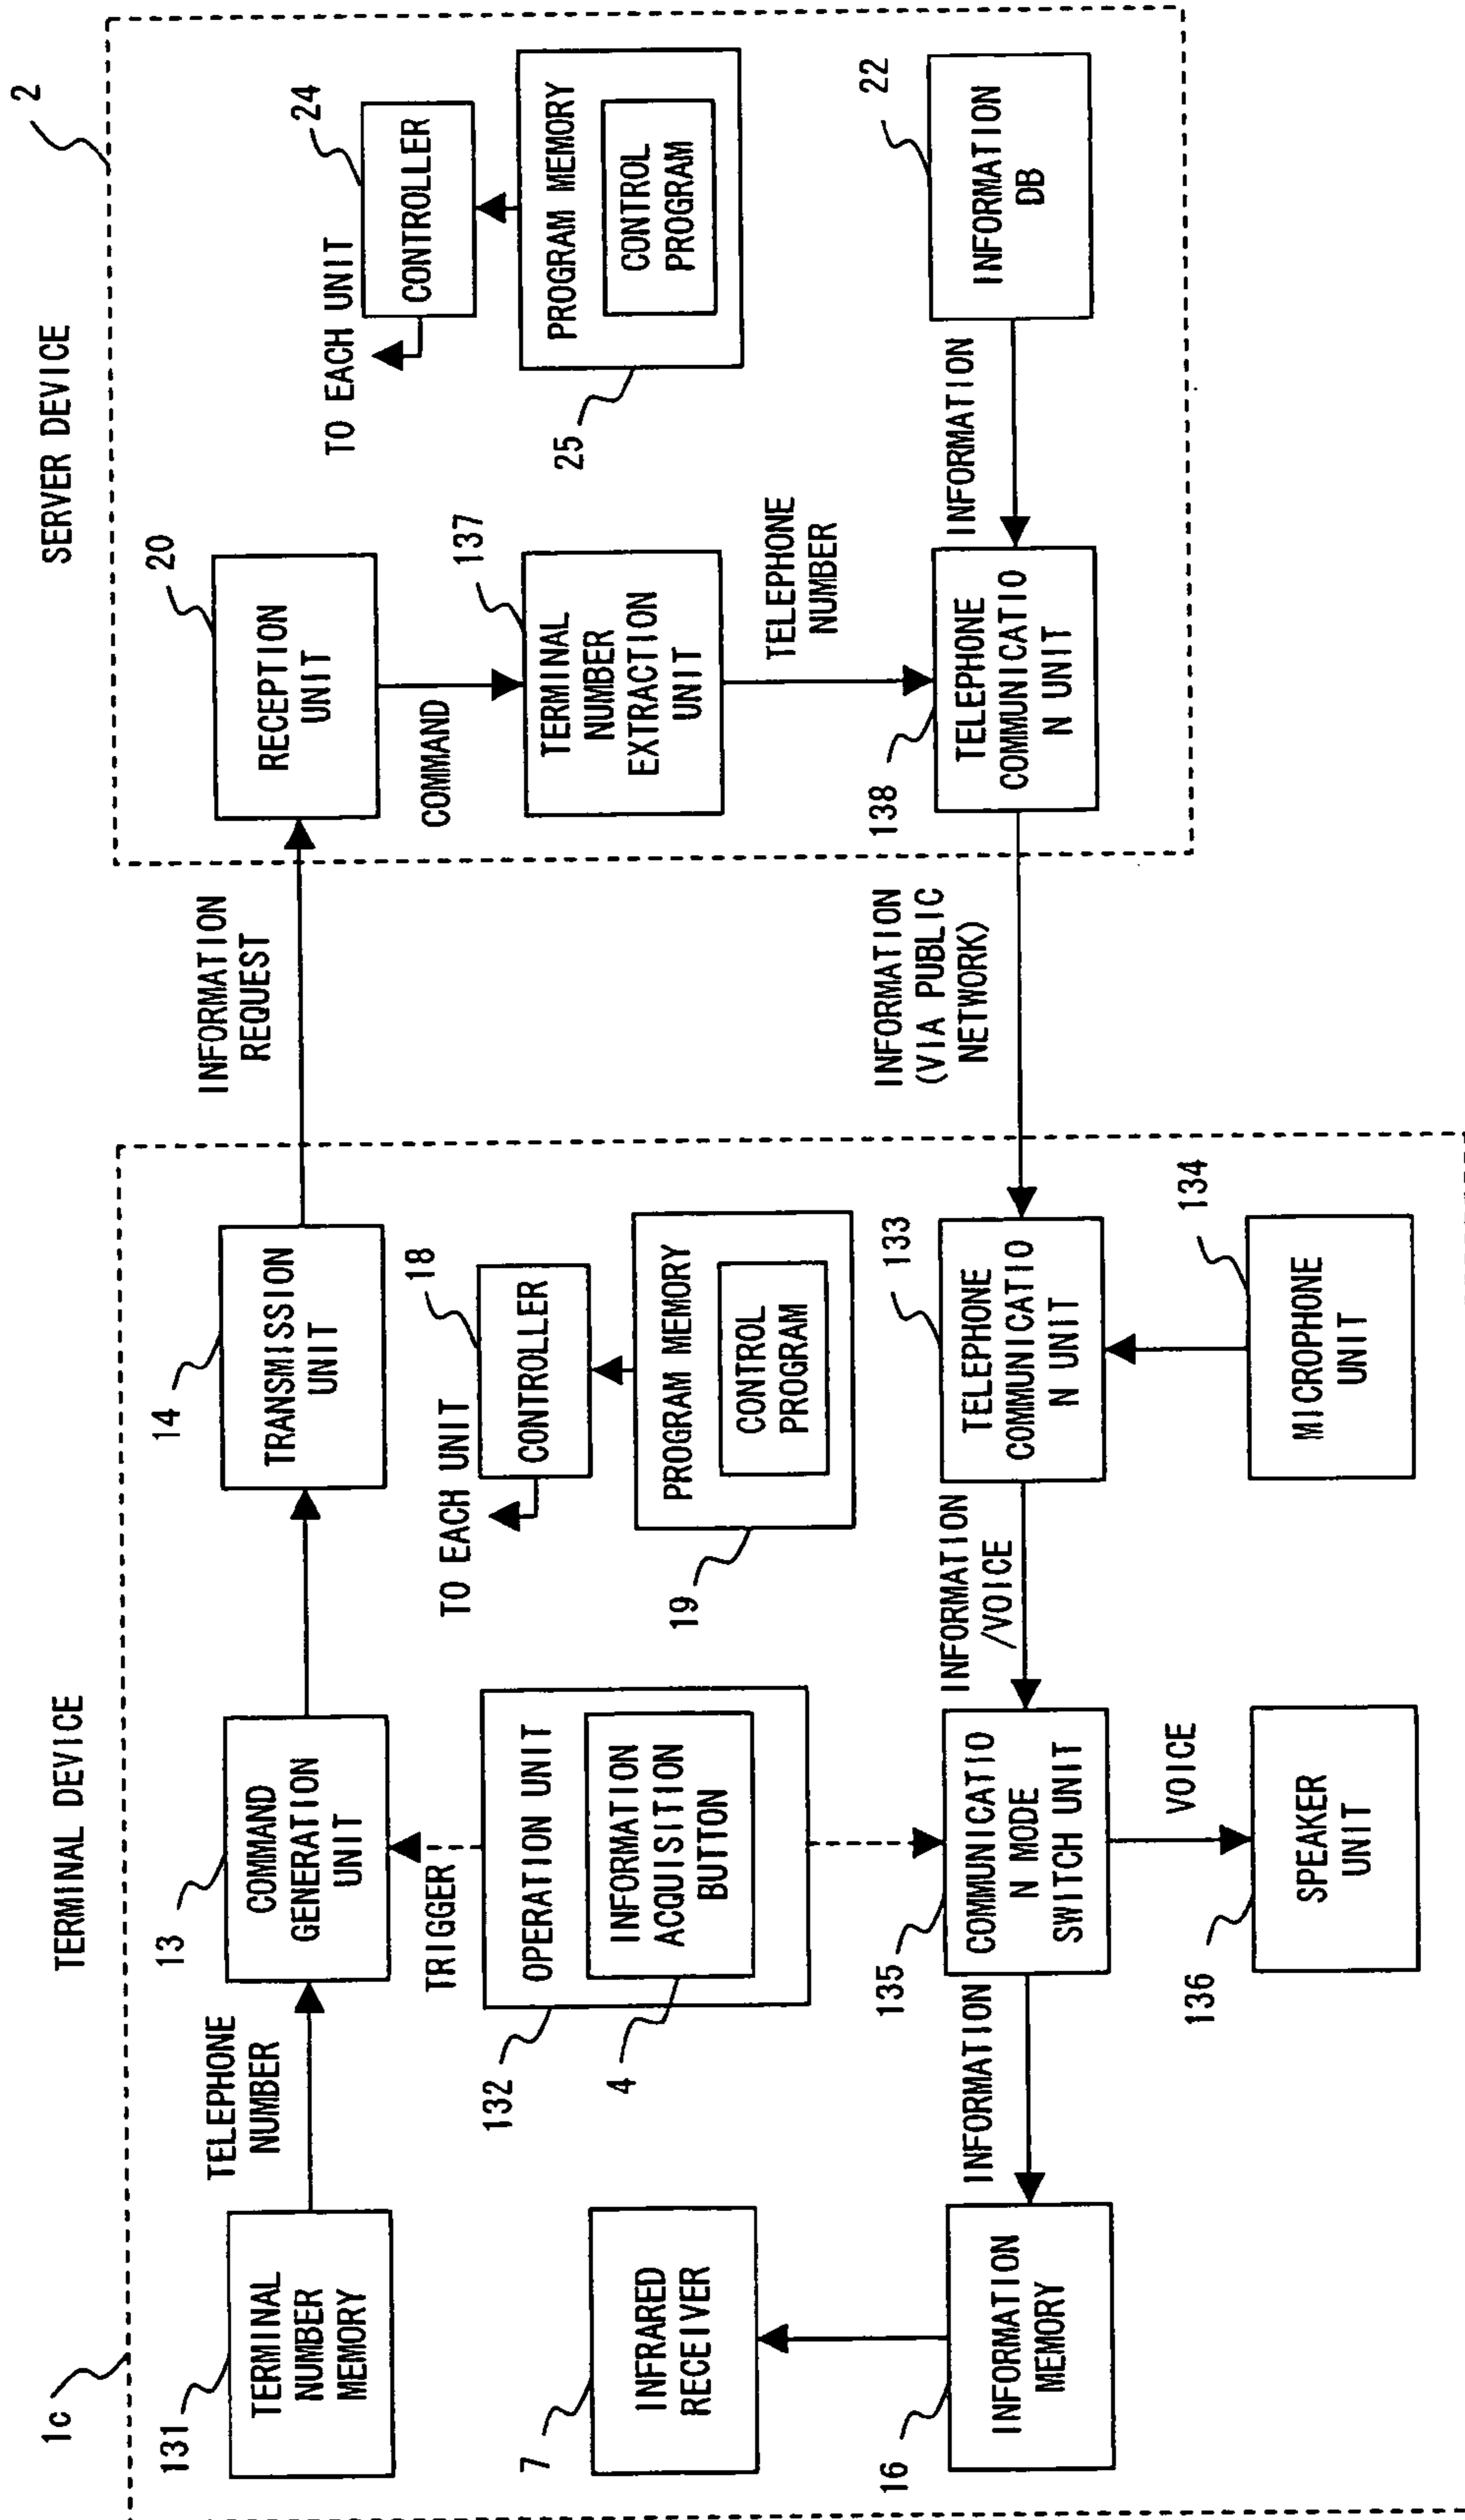 TERMINAL DEVICE
1c
131
TERMINAL
NUMBER
MEMORY
TELEPHONE
NUMBER
13
COMMAND
GENERATION
UNIT
14
TRANSMISSION
UNIT
TRIGGER
132
OPERATION UNIT
4
INFORMATION
ACQUISITION
BUTTON
TO EACH UNIT
18
CONTROLLER
19
PROGRAM MEMORY
CONTROL
PROGRAM
7
INFRARED
RECEIVER
16
INFORMATION
MEMORY
INFORMATION
135
COMMUNICATIO
N MODE
SWITCH UNIT
INFORMATION
/VOICE
133
TELEPHONE
COMMUNICATIO
N UNIT
VOICE
136
SPEAKER
UNIT
134
MICROPHONE
UNIT
INFORMATION
REQUEST
INFORMATION
(VIA PUBLIC
NETWORK)
SERVER DEVICE
2
20
RECEPTION
UNIT
COMMAND
137
TERMINAL
NUMBER
EXTRACTION
UNIT
TELEPHONE
NUMBER
138
TELEPHONE
COMMUNICATIO
N UNIT
TO EACH UNIT
24
CONTROLLER
25
PROGRAM MEMORY
CONTROL
PROGRAM
INFORMATION
22
INFORMATION
DB